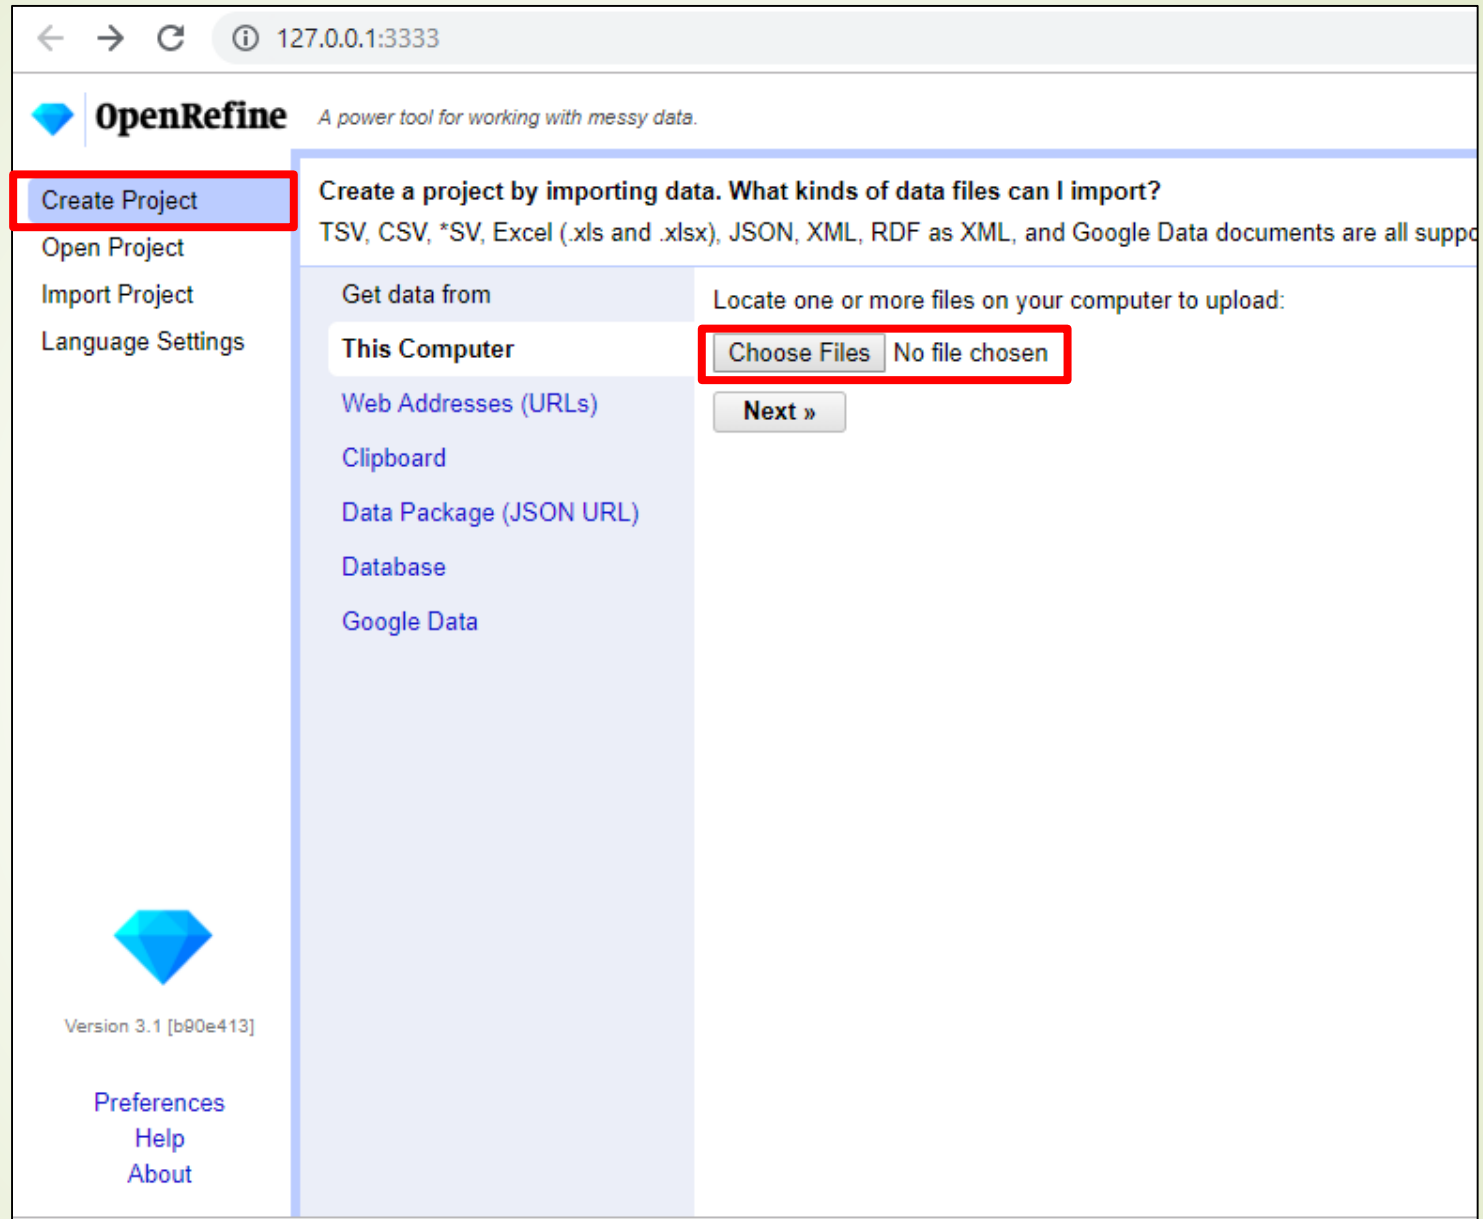 127.0.0.1:3333
OpenRefine
A power tool for working with messy data.
Create Project
Open Project
Import Project
Language Settings
Create a project by importing data. What kinds of data files can I import?
TSV, CSV, *SV, Excel (.xls and .xlsx), JSON, XML, RDF as XML, and Google Data documents are all suppo
Get data from
This Computer
Web Addresses (URLs)
Clipboard
Data Package (JSON URL)
Database
Google Data
Locate one or more files on your computer to upload:
Choose Files No file chosen
Next »
Version 3.1 [b90e413]
Preferences
Help
About